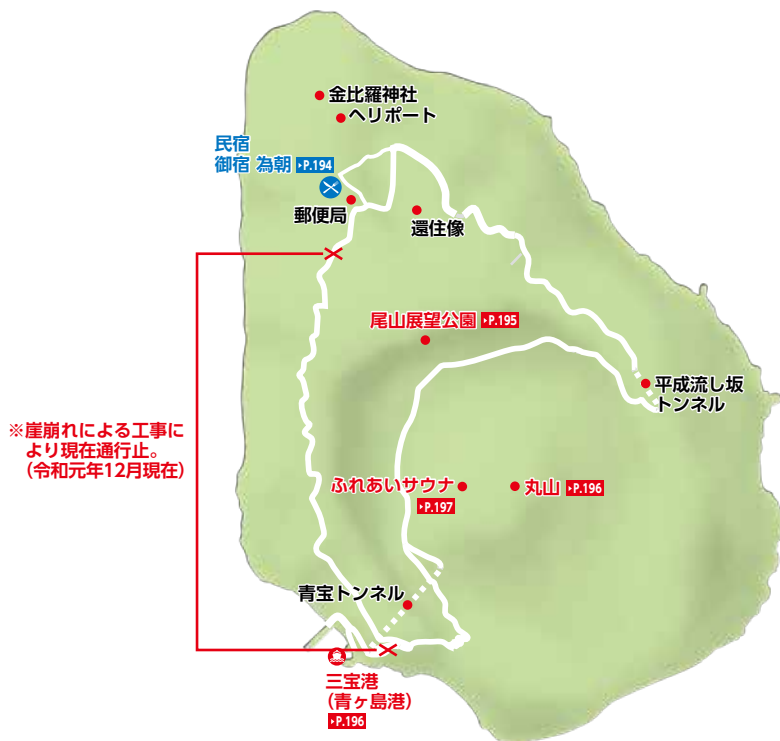 金比羅神社
ヘリポート
民宿
御宿 為朝 ▸P.194
郵便局
還住像
尾山展望公園 ▸P.195
平成流し坂
トンネル
※崖崩れによる工事に
より現在通行止。
(令和元年12月現在)
ふれあいサウナ
▸P.197
丸山 ▸P.196
青宝トンネル
三宝港
(青ヶ島港)
▸P.196